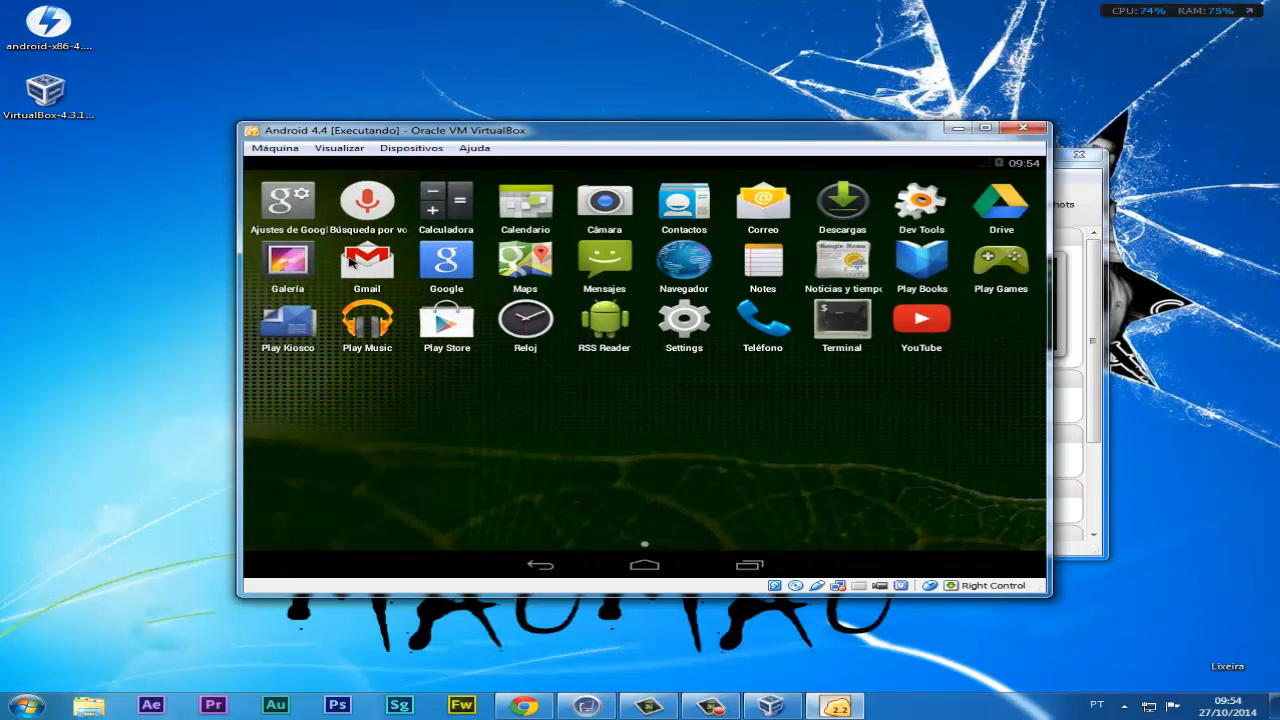 CPU: 74% RAM: 75%
android-x86-4....
VirtualBox-4.3.1...
Android 4.4 [Executando] - Oracle VM VirtualBox
Máquina Visualizar Dispositivos Ajuda
09:54
hots
Ajustes de Googl Búsqueda por vo Calculadora Calendario Cámara Contactos Correo Descargas Dev Tools Drive
Galería Gmail Google Maps Mensajes Navegador Notes Noticias y tiempo Play Books Play Games
Play Kiosco Play Music Play Store Reloj RSS Reader Settings Teléfono Terminal YouTube
Right Control
Lixeira
Ae Pr Au Ps Sg Fw 2.2 PT 09:54
27/10/2014